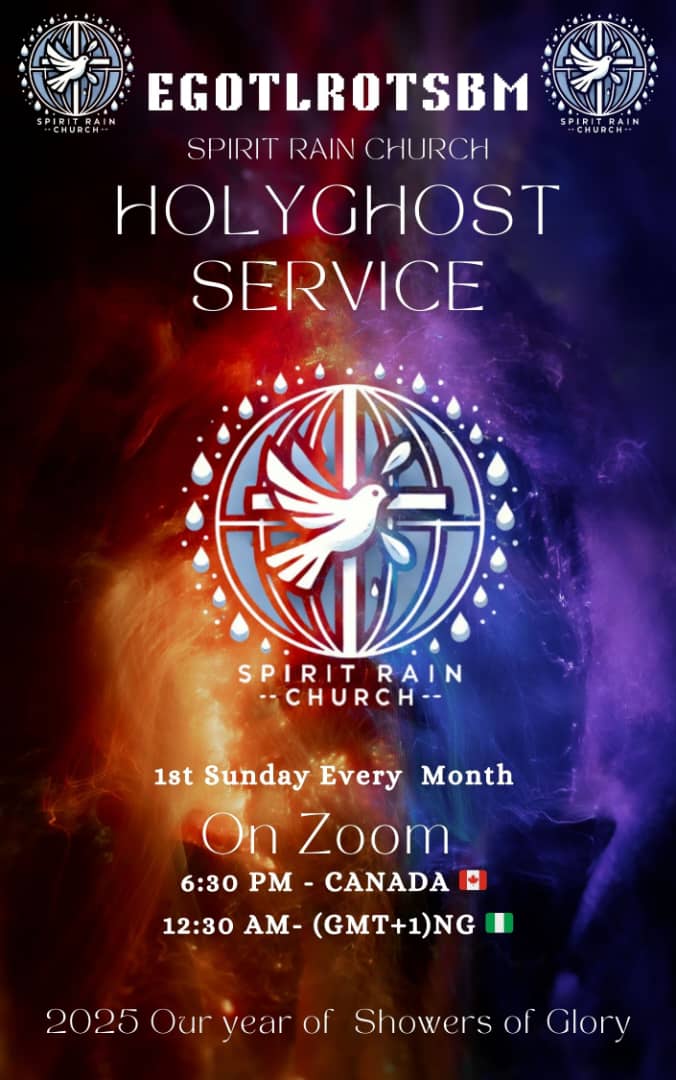 SPIRIT RAIN
--CHURCH--
EGOTLROTSBM
SPIRIT RAIN
--CHURCH--
SPIRIT RAIN CHURCH
HOLYGHOST
SERVICE
SPIRIT RAIN
--CHURCH--
1st Sunday Every Month
On Zoom
6:30 PM - CANADA 🇨🇦
12:30 AM- (GMT+1)NG 🇳🇬
2025 Our year of Showers of Glory